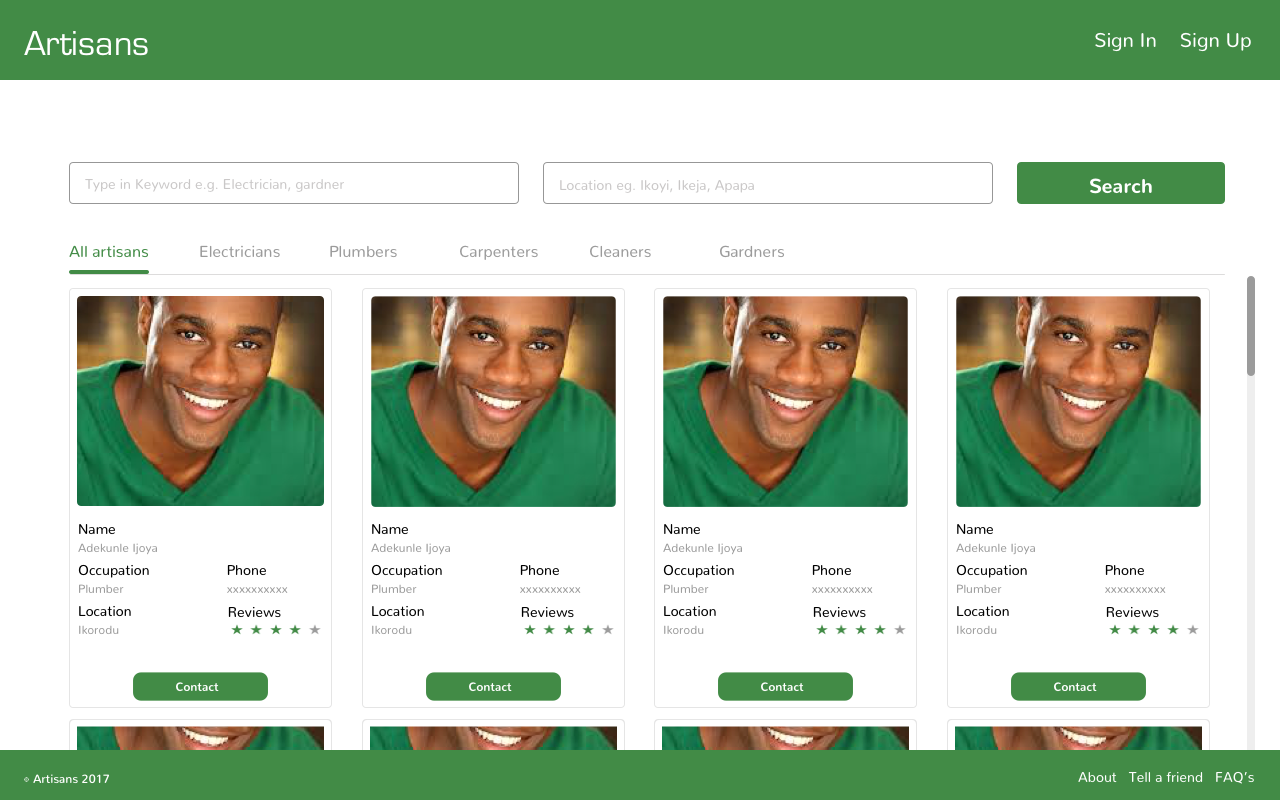 Artisans
Sign In Sign Up
Type in Keyword e.g. Electrician, gardner
Location eg. Ikoyi, Ikeja, Apapa
Search
All artisans Electricians Plumbers Carpenters Cleaners Gardners
Name Name Name Name
Adekunle Ijoya Adekunle Ijoya Adekunle Ijoya Adekunle Ijoya
Occupation Phone Occupation Phone Occupation Phone Occupation Phone
Plumber xxxxxxxxxx Plumber xxxxxxxxxx Plumber xxxxxxxxxx Plumber xxxxxxxxxx
Location Reviews Location Reviews Location Reviews Location Reviews
Ikorodu ★ ★ ★ ★ ★ Ikorodu ★ ★ ★ ★ ★ Ikorodu ★ ★ ★ ★ ★ Ikorodu ★ ★ ★ ★ ★
Contact Contact Contact Contact
© Artisans 2017
About Tell a friend FAQ's